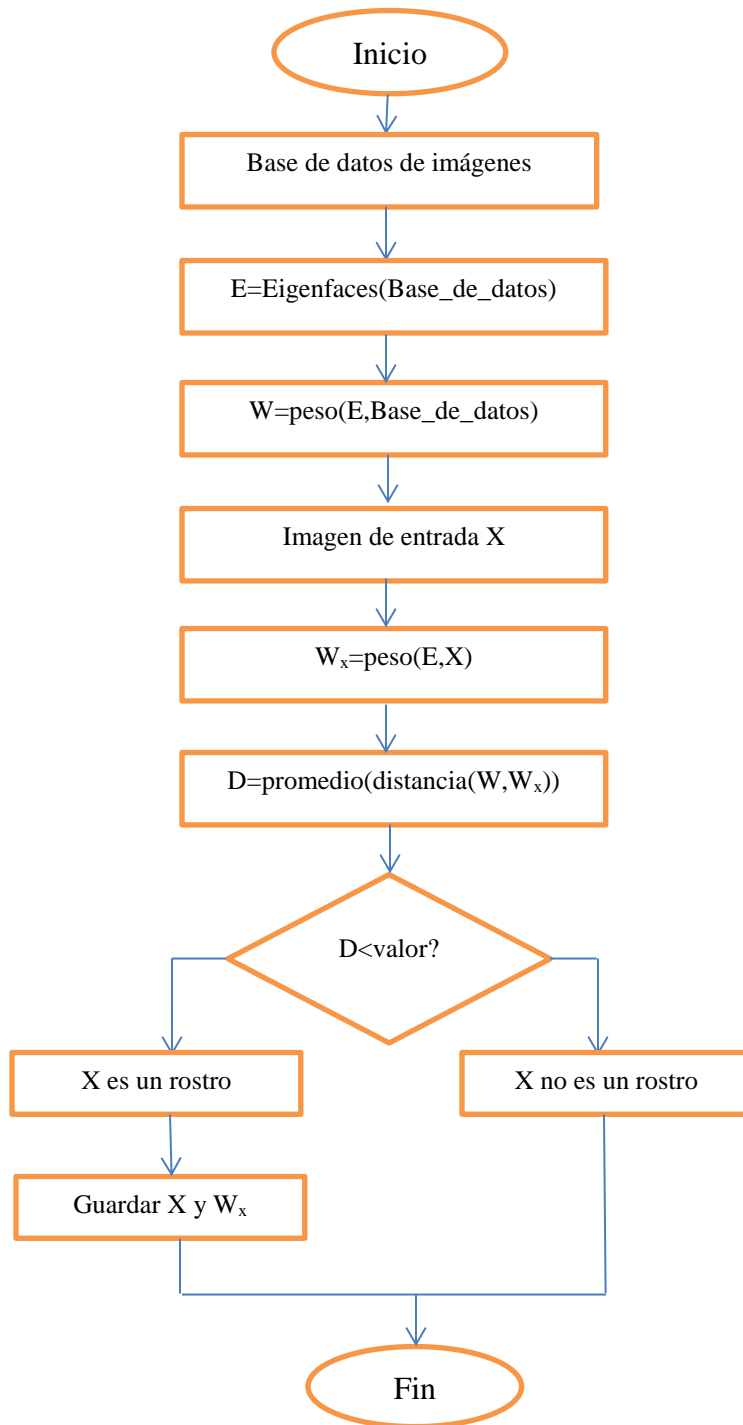 Inicio
Base de datos de imágenes
E=Eigenfaces(Base_de_datos)
W=peso(E,Base_de_datos)
Imagen de entrada X
Wₓ=peso(E,X)
D=promedio(distancia(W,Wₓ))
D<valor?
X es un rostro
X no es un rostro
Guardar X y Wₓ
Fin